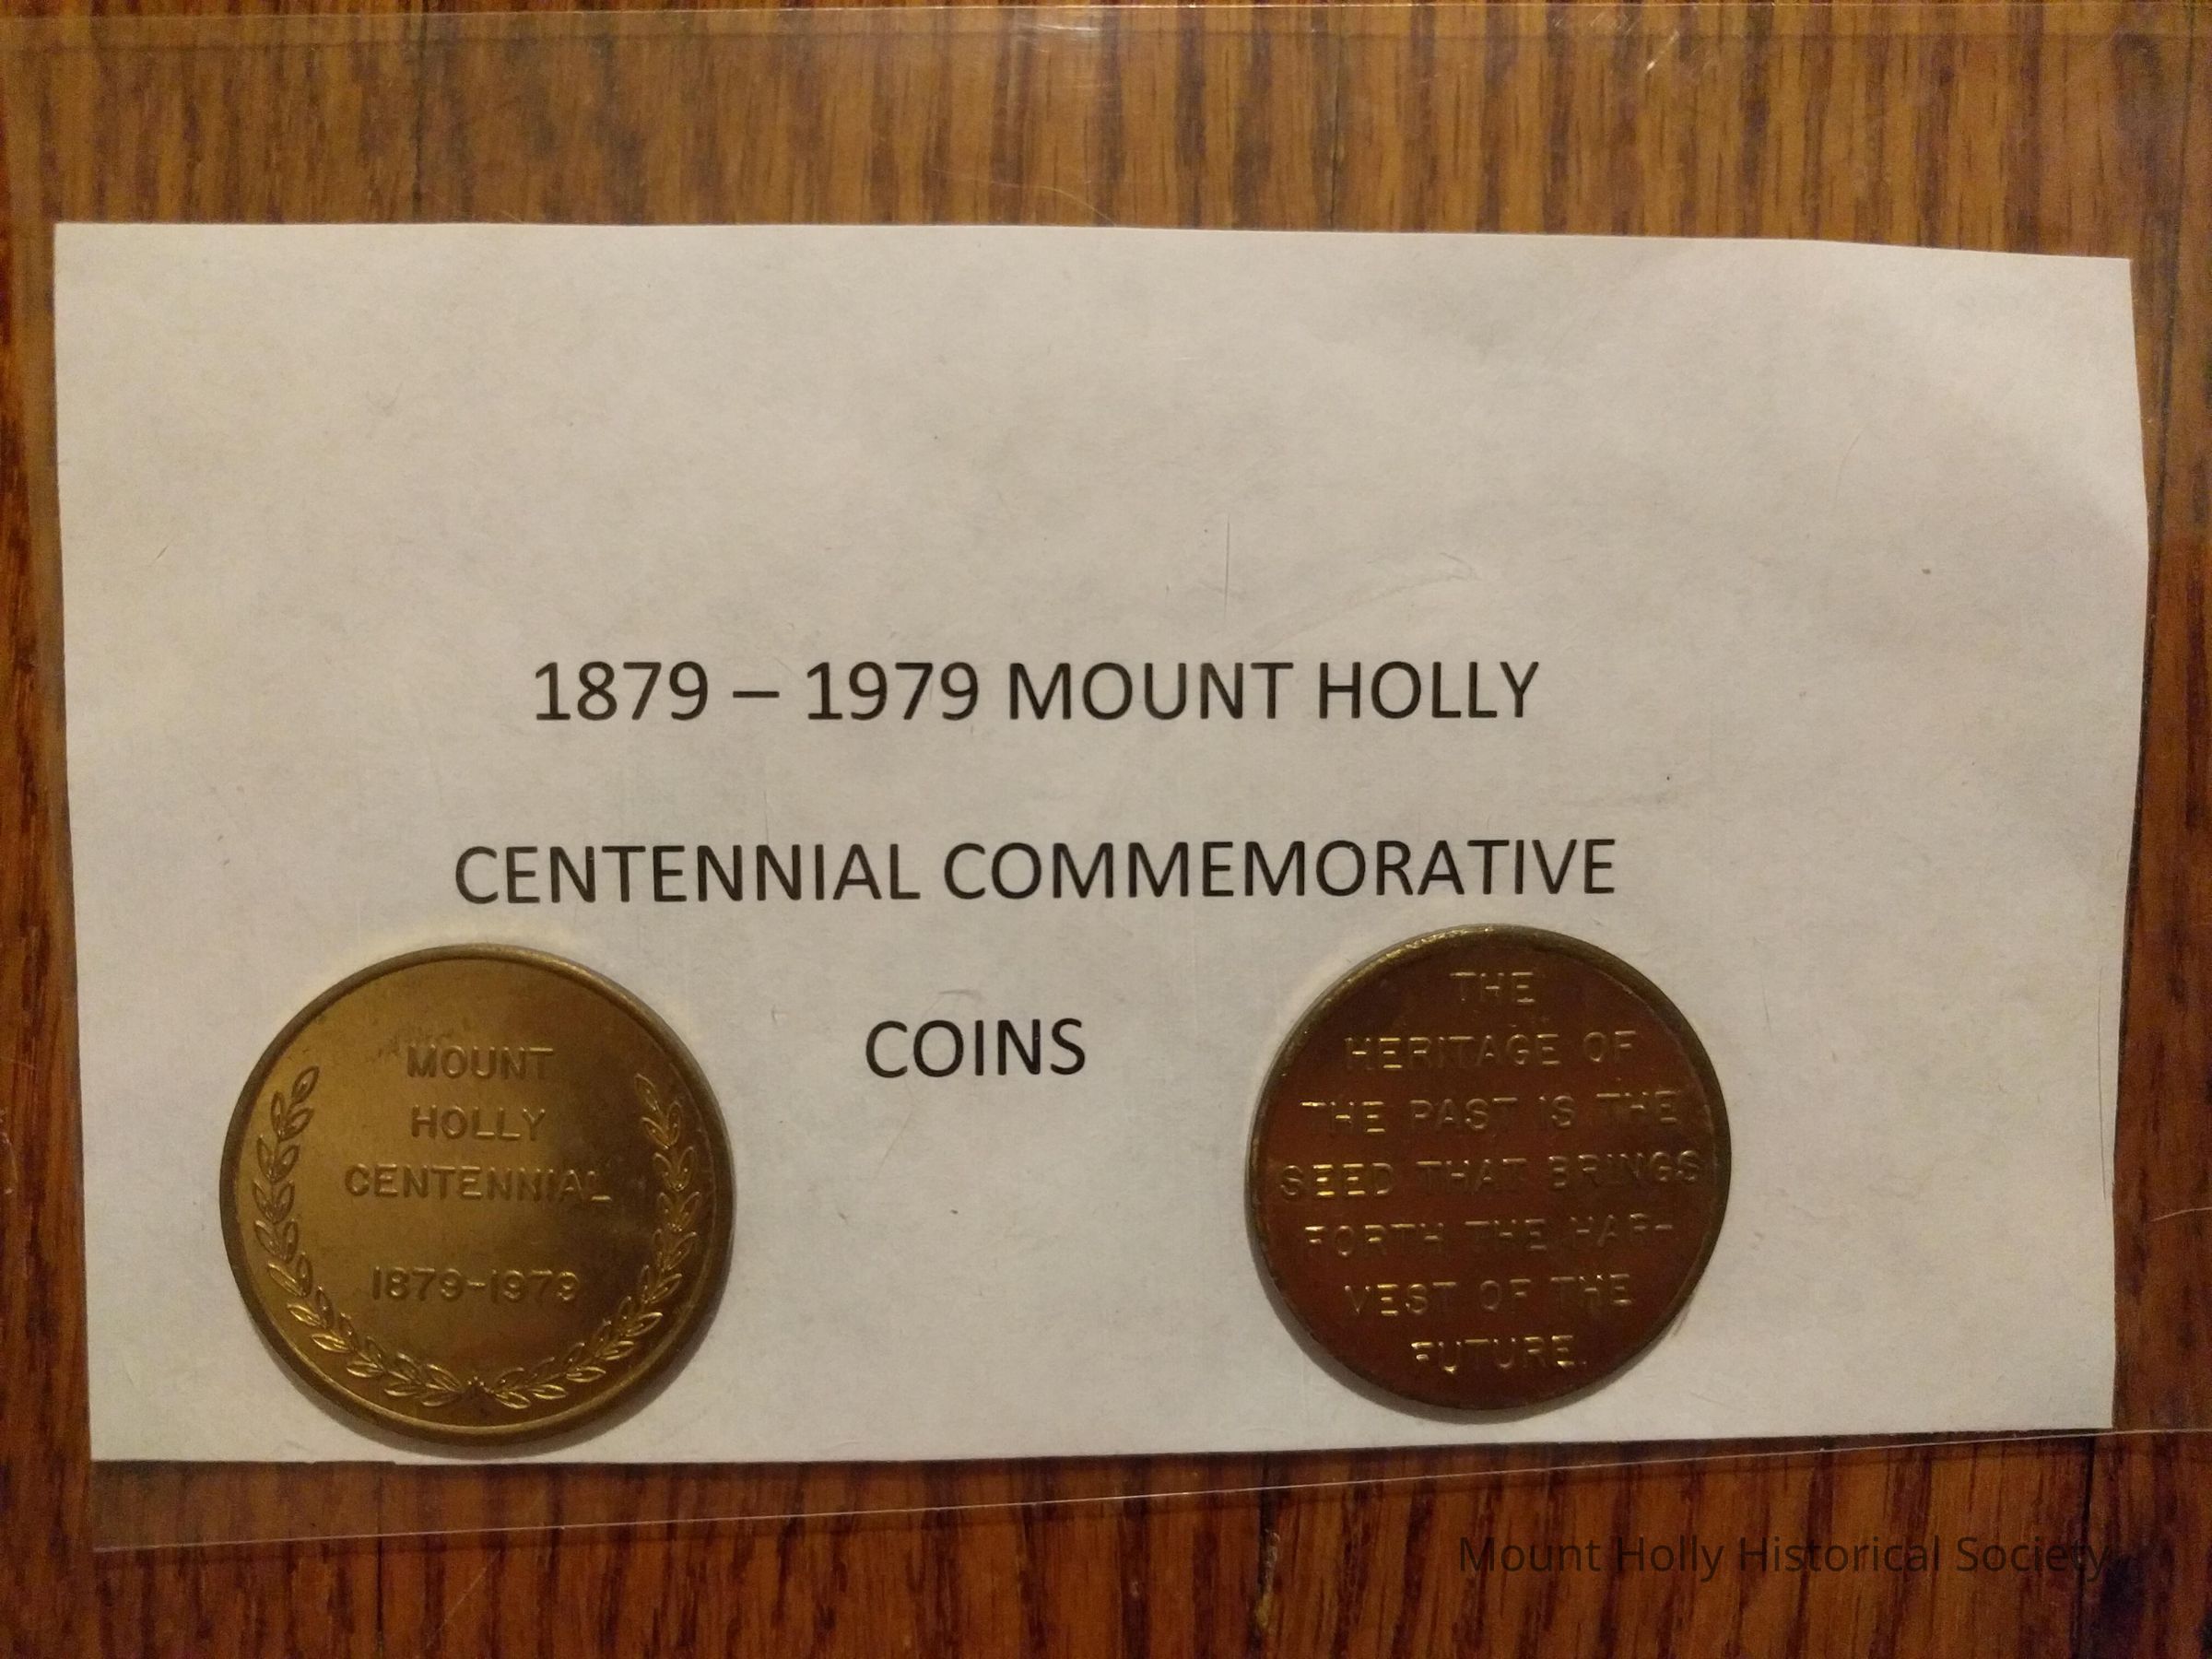 1879 – 1979 MOUNT HOLLY
CENTENNIAL COMMEMORATIVE
COINS
MOUNT
HOLLY
CENTENNIAL
1879-1979
THE
HERITAGE OF
THE PAST IS THE
SEED THAT BRINGS
FORTH THE HAR-
VEST OF THE
FUTURE.
Mount Holly Historical Society